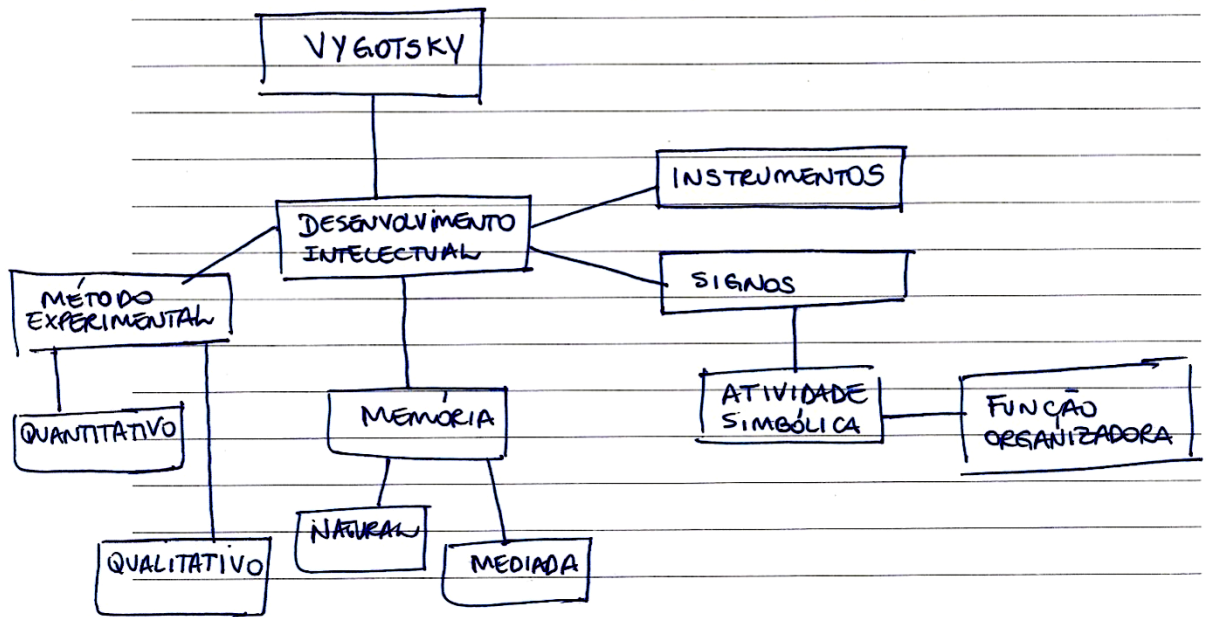 VYGOTSKY
INSTRUMENTOS
DESENVOLVIMENTO
INTELECTUAL
SIGNOS
MÉTODO
EXPERIMENTAL
ATIVIDADE
SIMBÓLICA
FUNÇÃO
ORGANIZADORA
MEMÓRIA
QUANTITATIVO
NATURAL
MEDIADA
QUALITATIVO